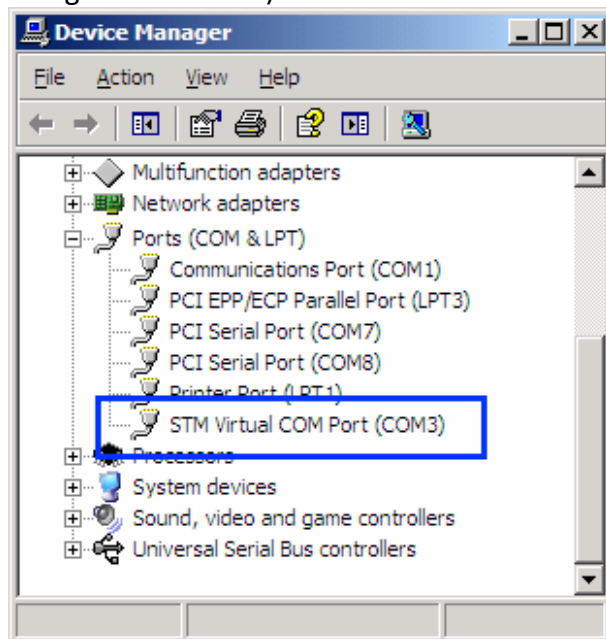 Device Manager
File Action View Help
Multifunction adapters
Network adapters
Ports (COM & LPT)
Communications Port (COM1)
PCI EPP/ECP Parallel Port (LPT3)
PCI Serial Port (COM7)
PCI Serial Port (COM8)
Printer Port (LPT1)
STM Virtual COM Port (COM3)
Processors
System devices
Sound, video and game controllers
Universal Serial Bus controllers